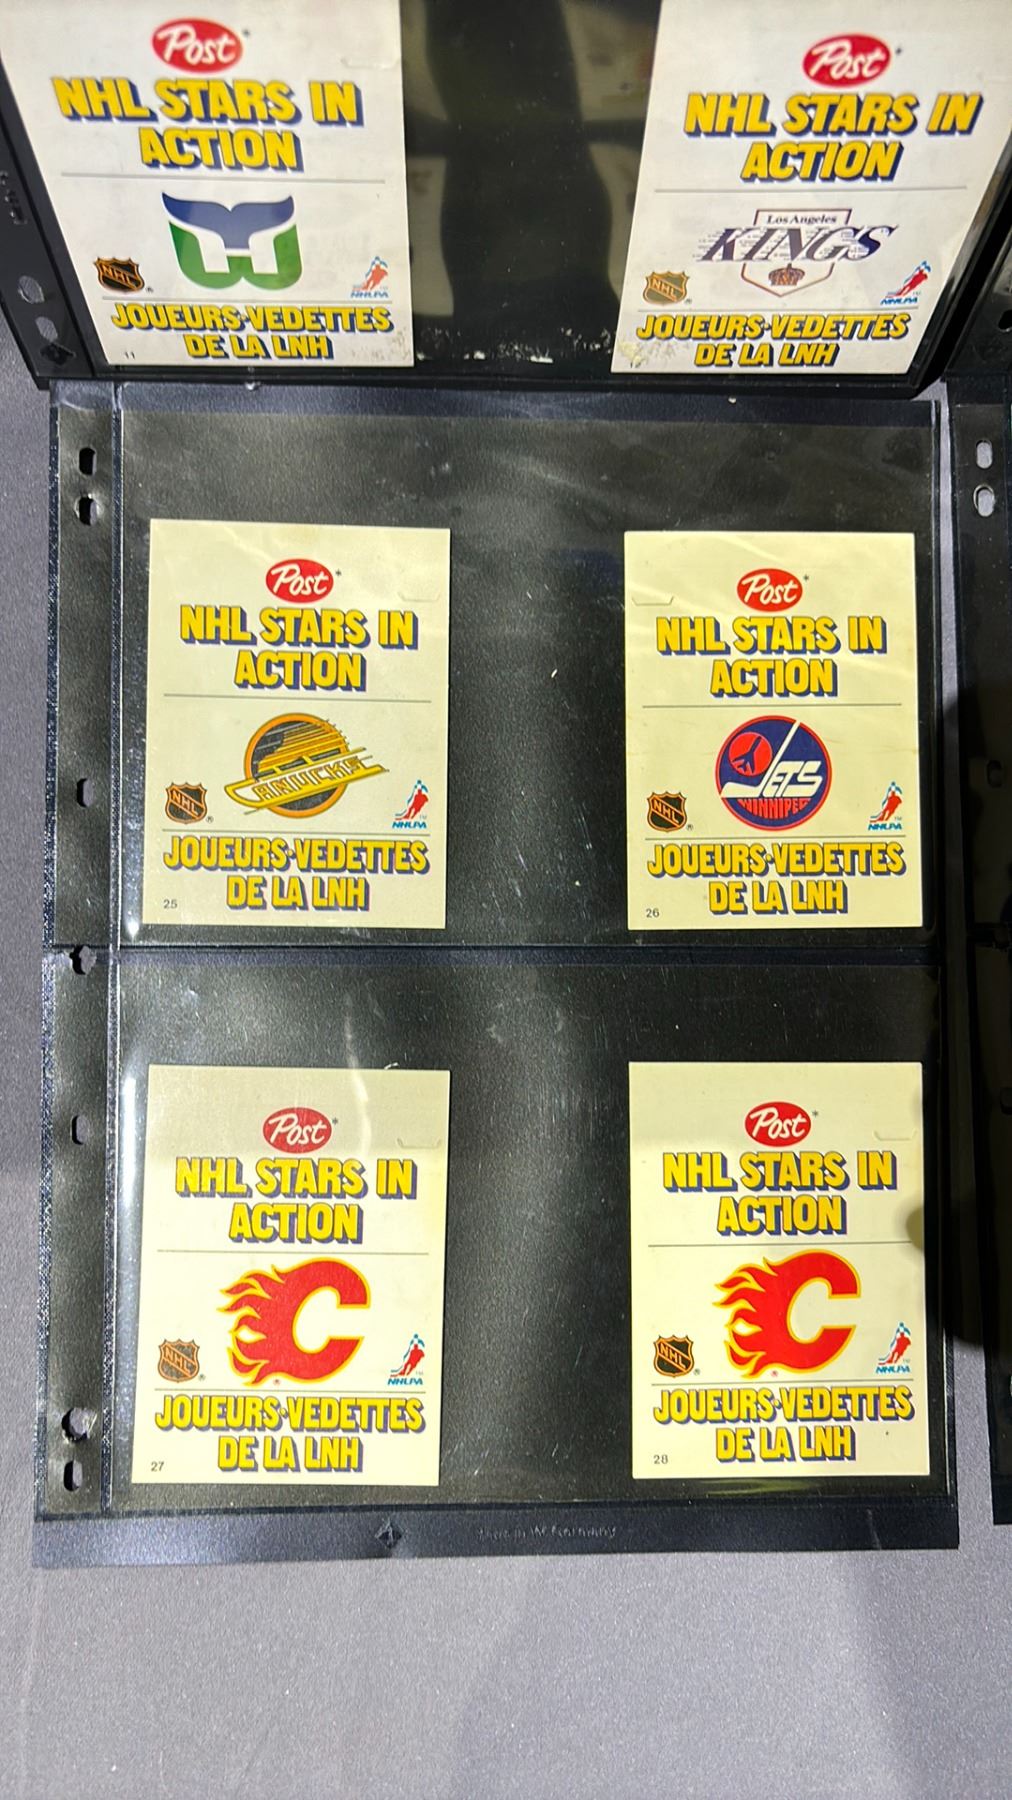 Post*
NHL STARS IN
ACTION
NHL
NHLPA
JOUEURS·VEDETTES
DE LA LNH
11
Post*
NHL STARS IN
ACTION
Los Angeles
KINGS
NHL
NHLPA
JOUEURS·VEDETTES
DE LA LNH
Post*
NHL STARS IN
ACTION
CANUCKS
NHL
NHLPA
JOUEURS·VEDETTES
DE LA LNH
25
Post*
NHL STARS IN
ACTION
JETS
WINNIPEG
NHL
NHLPA
JOUEURS·VEDETTES
DE LA LNH
26
Post*
NHL STARS IN
ACTION
C
NHL
NHLPA
JOUEURS·VEDETTES
DE LA LNH
27
Post*
NHL STARS IN
ACTION
C
NHL
NHLPA
JOUEURS·VEDETTES
DE LA LNH
28
Made in W. Germany